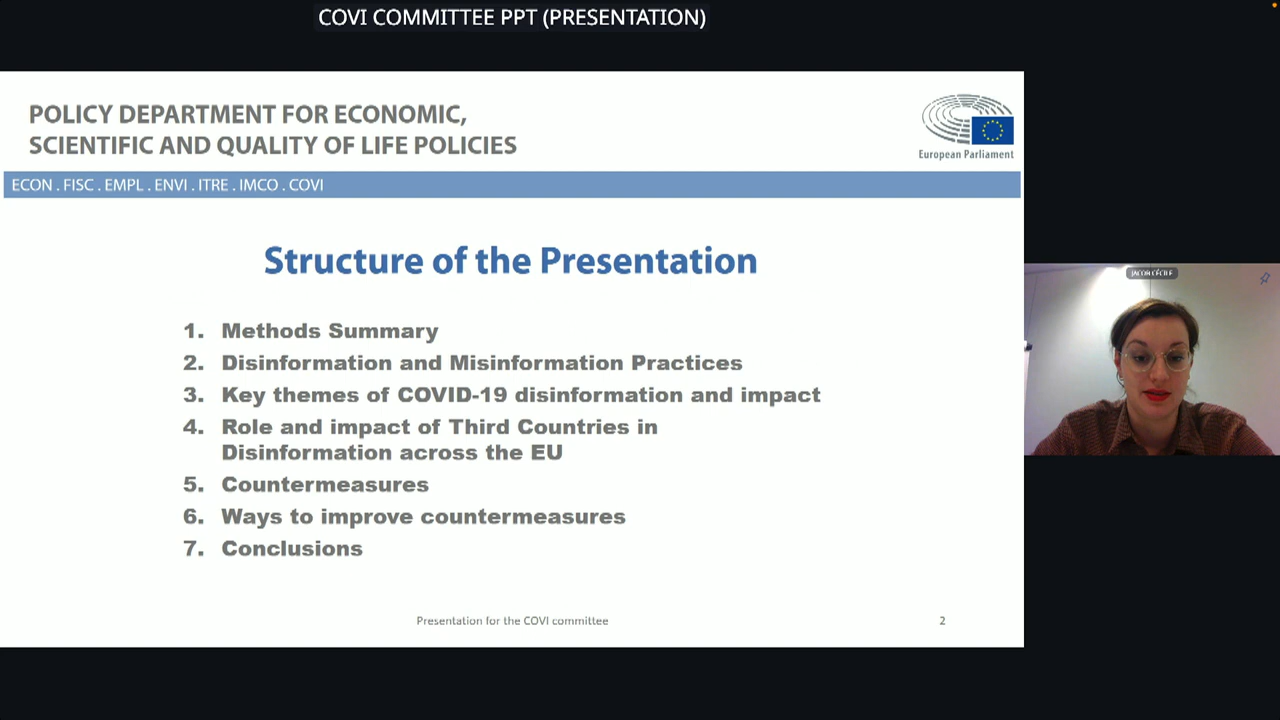 COVI COMMITTEE PPT (PRESENTATION)
POLICY DEPARTMENT FOR ECONOMIC,
SCIENTIFIC AND QUALITY OF LIFE POLICIES
European Parliament
ECON . FISC . EMPL . ENVI . ITRE . IMCO . COVI
Structure of the Presentation
1. Methods Summary
2. Disinformation and Misinformation Practices
3. Key themes of COVID-19 disinformation and impact
4. Role and impact of Third Countries in
Disinformation across the EU
5. Countermeasures
6. Ways to improve countermeasures
7. Conclusions
Presentation for the COVI committee
2
JACOB CÉCILE